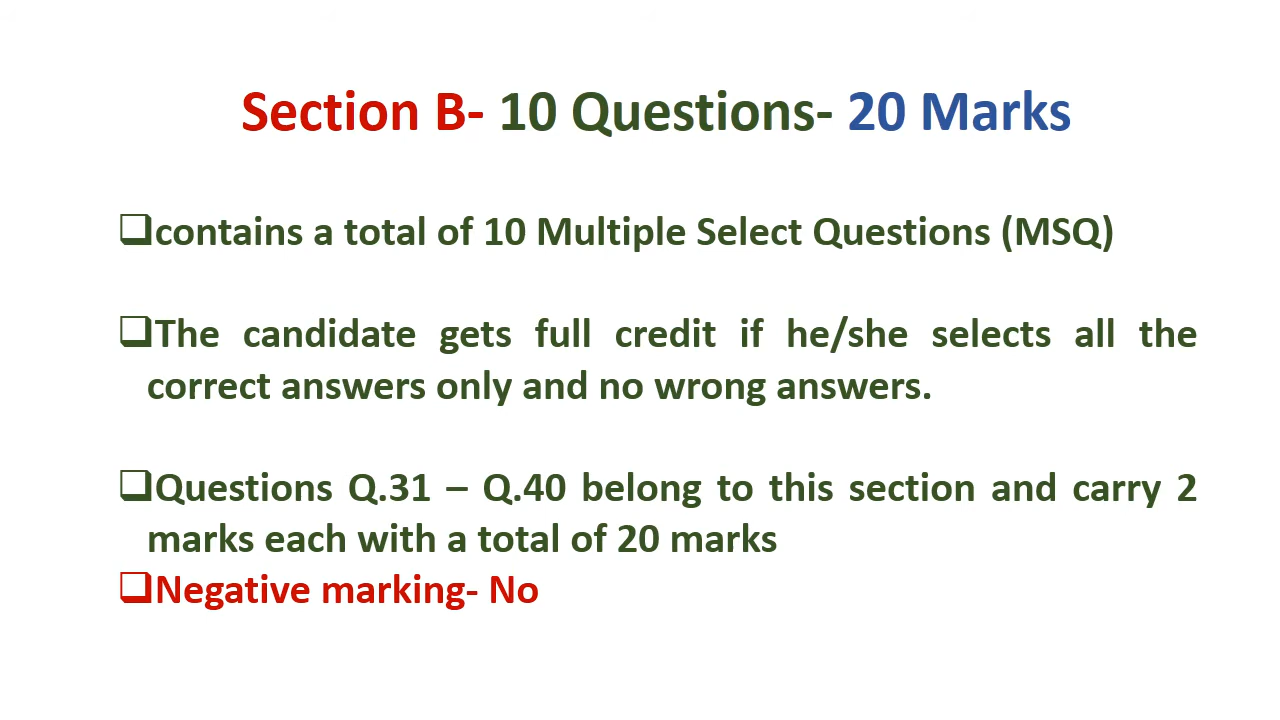 Section B- 10 Questions- 20 Marks
❑contains a total of 10 Multiple Select Questions (MSQ)
❑The candidate gets full credit if he/she selects all the
correct answers only and no wrong answers.
❑Questions Q.31 – Q.40 belong to this section and carry 2
marks each with a total of 20 marks
❑Negative marking- No